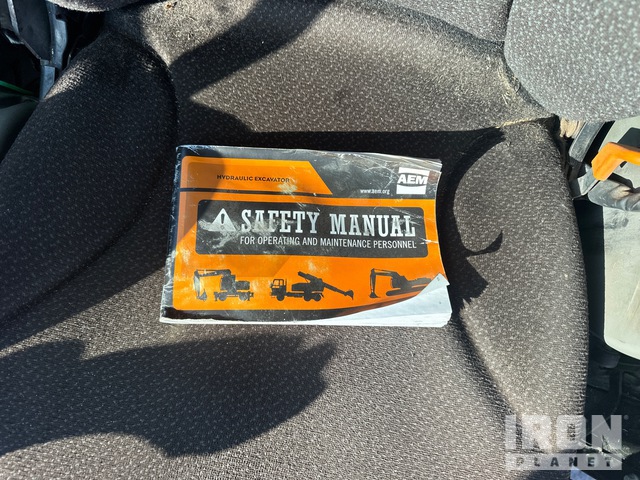 HYDRAULIC EXCAVATOR
www.aem.org
AEM
SAFETY MANUAL
FOR OPERATING AND MAINTENANCE PERSONNEL
IRON
PLANET